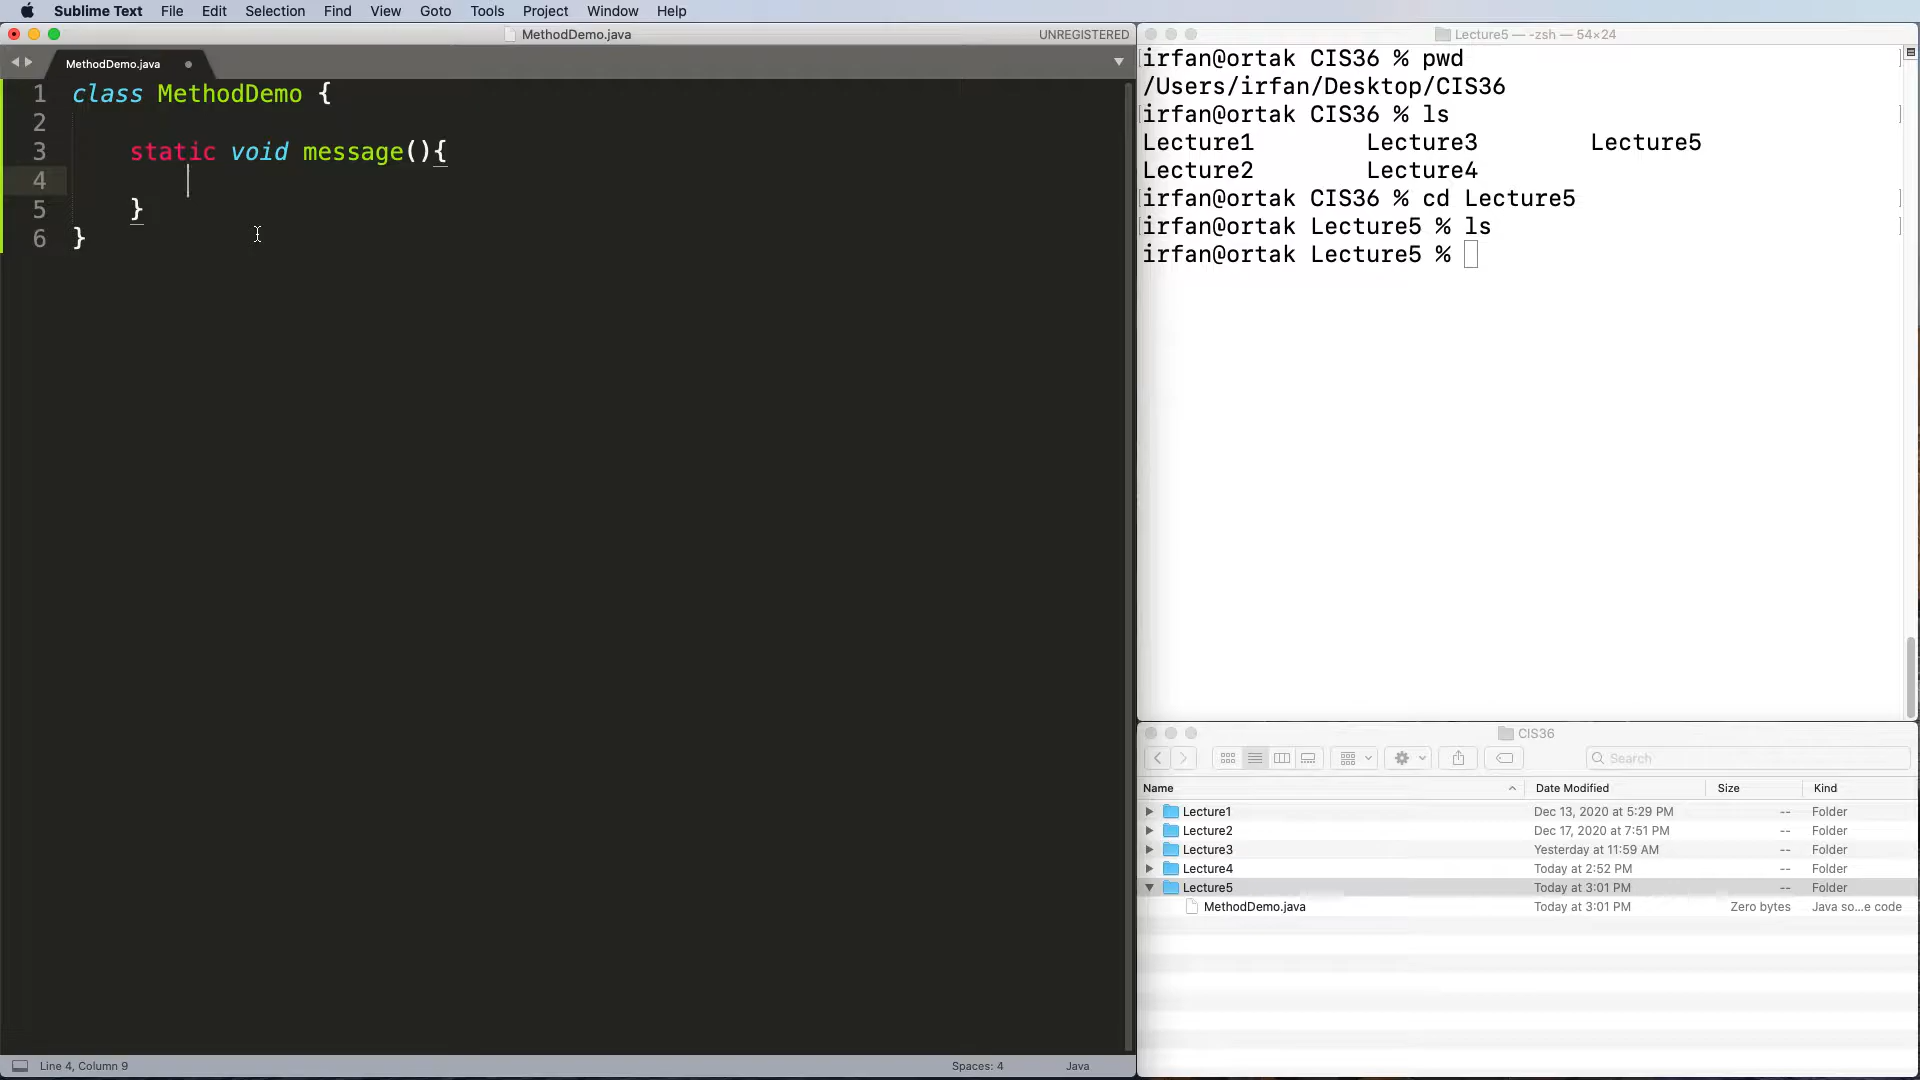 Sublime Text File Edit Selection Find View Goto Tools Project Window Help
MethodDemo.java UNREGISTERED
MethodDemo.java
1 class MethodDemo {
2
3 static void message(){
4
5 }
6 }
Line 4, Column 9 Spaces: 4 Java
Lecture5 — -zsh — 54×24
irfan@ortak CIS36 % pwd
/Users/irfan/Desktop/CIS36
irfan@ortak CIS36 % ls
Lecture1 Lecture3 Lecture5
Lecture2 Lecture4
irfan@ortak CIS36 % cd Lecture5
irfan@ortak Lecture5 % ls
irfan@ortak Lecture5 %
CIS36
Search
Name Date Modified Size Kind
Lecture1 Dec 13, 2020 at 5:29 PM -- Folder
Lecture2 Dec 17, 2020 at 7:51 PM -- Folder
Lecture3 Yesterday at 11:59 AM -- Folder
Lecture4 Today at 2:52 PM -- Folder
Lecture5 Today at 3:01 PM -- Folder
MethodDemo.java Today at 3:01 PM Zero bytes Java so...e code